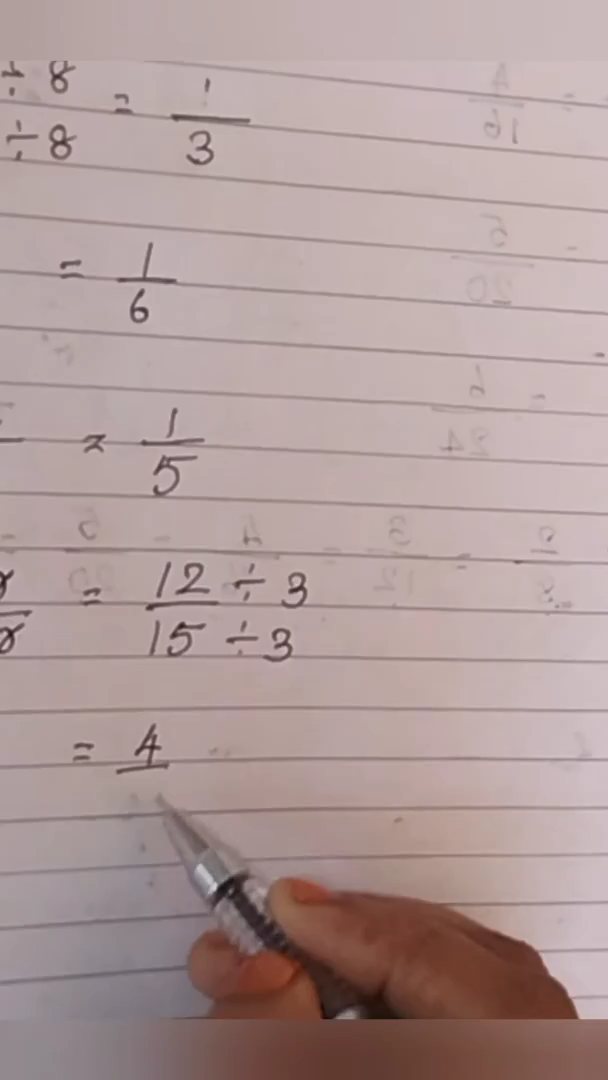 ÷ 8 = 1
÷ 8 3
= 1
6
≈ 1
5
= 12 ÷ 3
15 ÷ 3
= 4